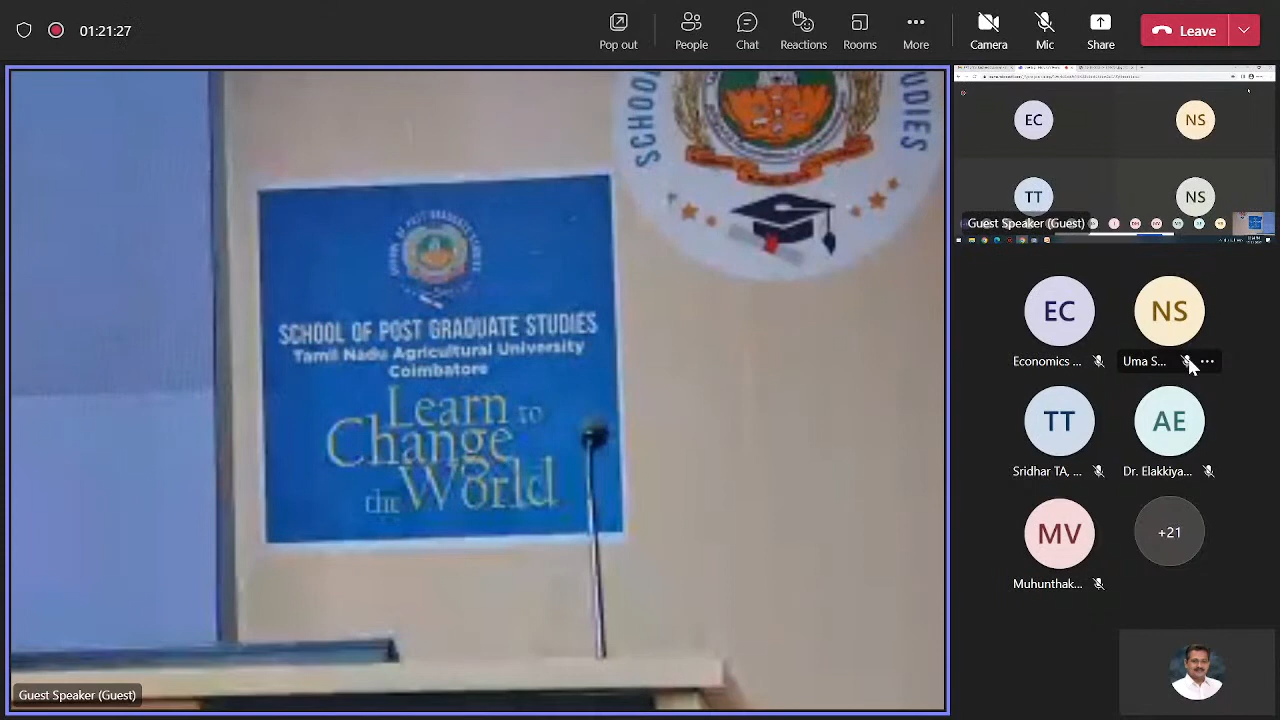 01:21:27
Pop out
People
Chat
Reactions
Rooms
More
Camera
Mic
Share
Leave
SCHOOL
UDIES
SCHOOL OF POST GRADUATE STUDIES
Tamil Nadu Agricultural University
Coimbatore
Learn to
Change
the World
Guest Speaker (Guest)
EC
NS
TT
NS
Guest Speaker (Guest)
EC
NS
Economics ...
Uma S...
TT
AE
Sridhar TA, ...
Dr. Elakkiya...
MV
+21
Muhunthak...